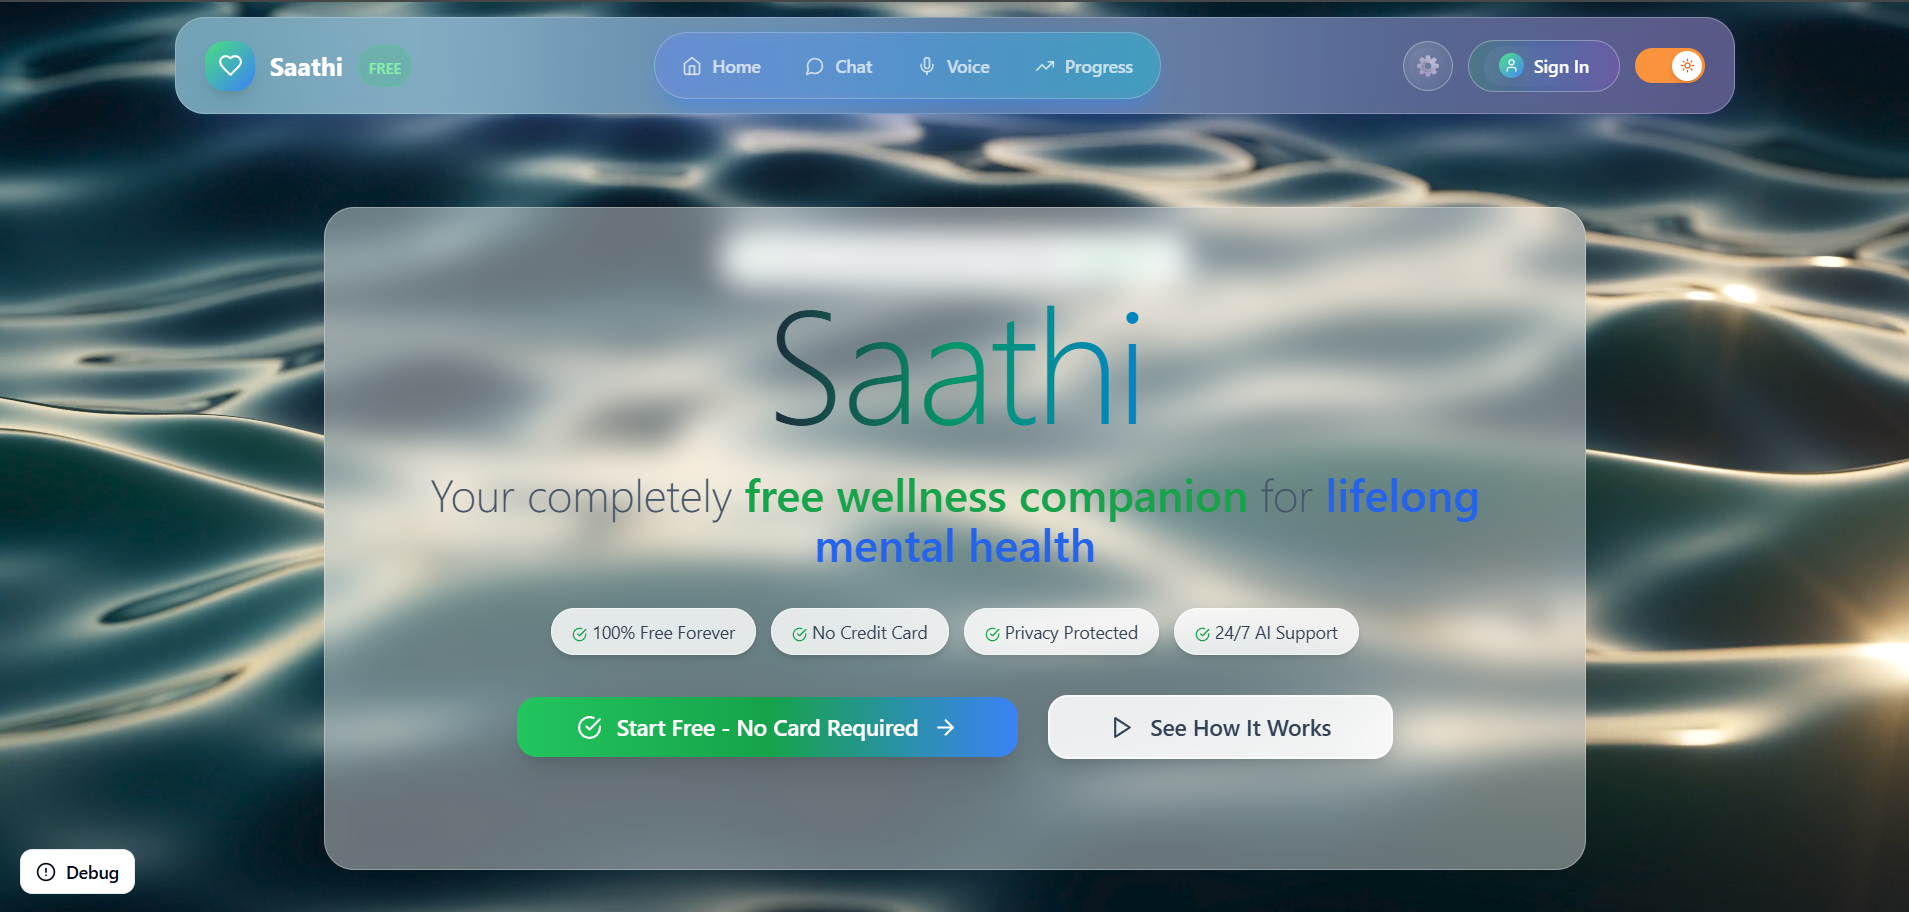 Saathi FREE
Home Chat Voice Progress
Sign In
Saathi
Your completely free wellness companion for lifelong
mental health
100% Free Forever No Credit Card Privacy Protected 24/7 AI Support
Start Free - No Card Required See How It Works
Debug